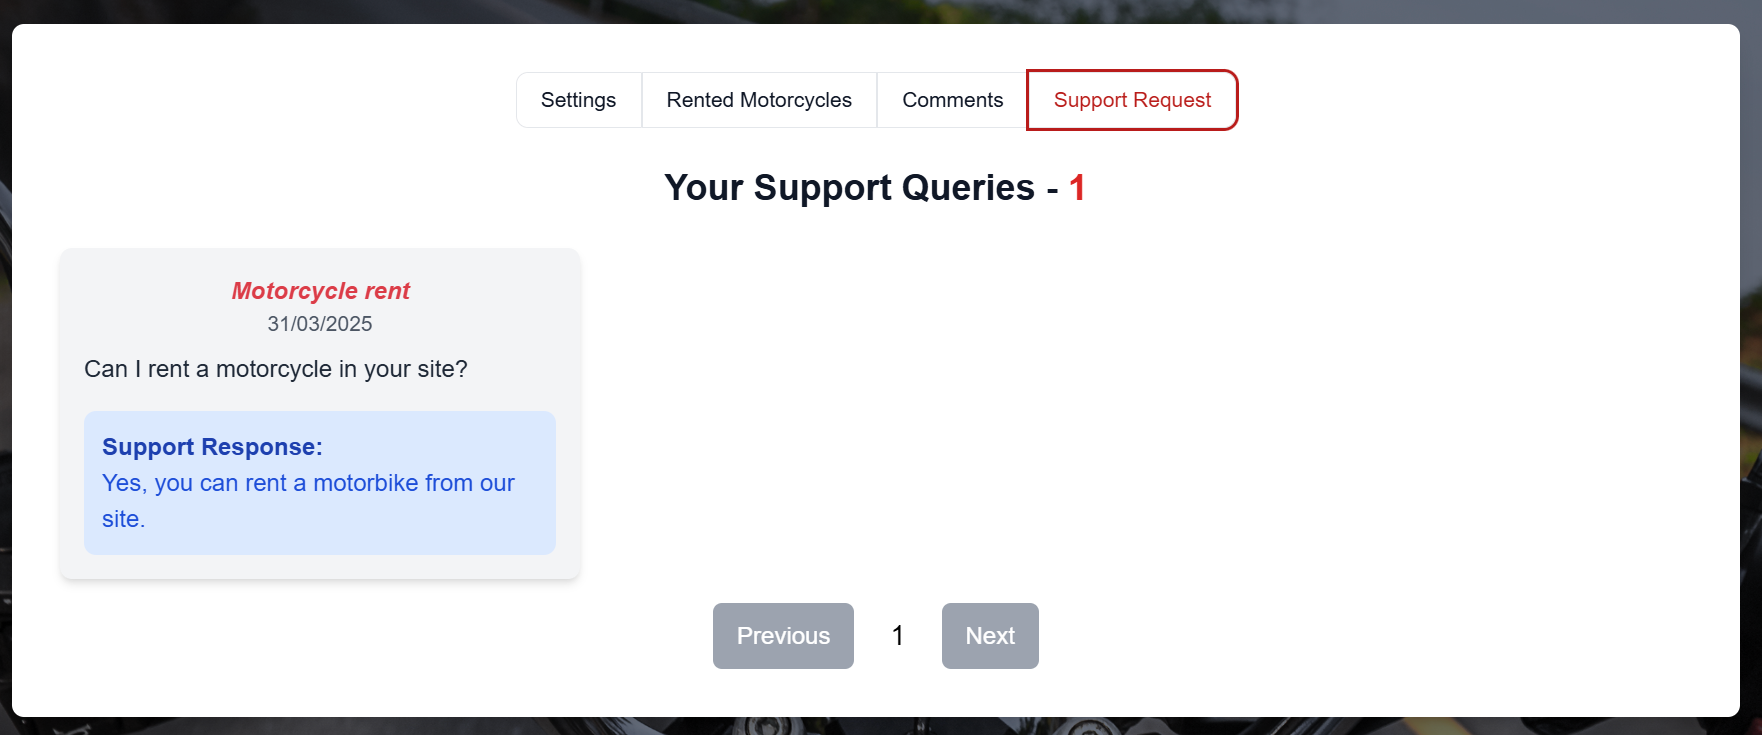 Settings Rented Motorcycles Comments Support Request
Your Support Queries - 1
Motorcycle rent
31/03/2025
Can I rent a motorcycle in your site?
Support Response:
Yes, you can rent a motorbike from our
site.
Previous 1 Next